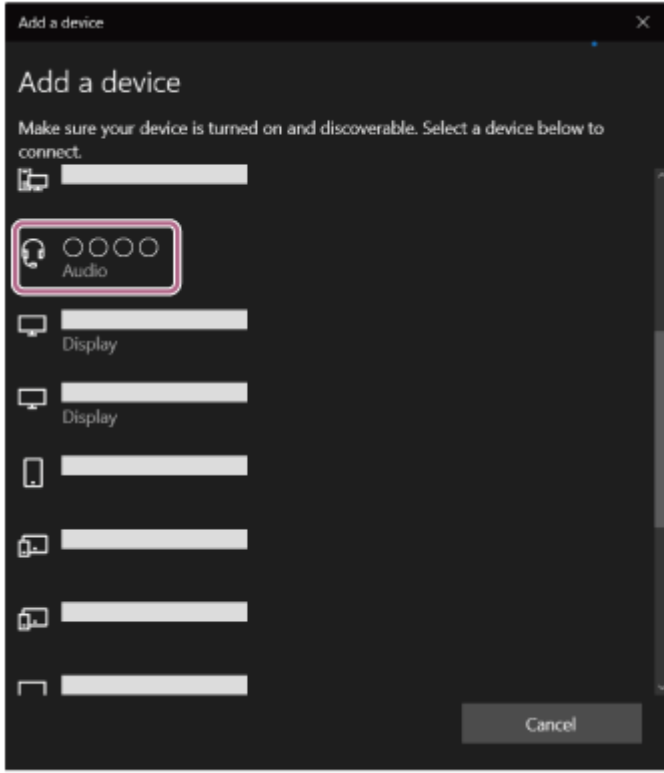 Add a device
Add a device
Make sure your device is turned on and discoverable. Select a device below to
connect.
○○○○
Audio
Display
Display
Cancel